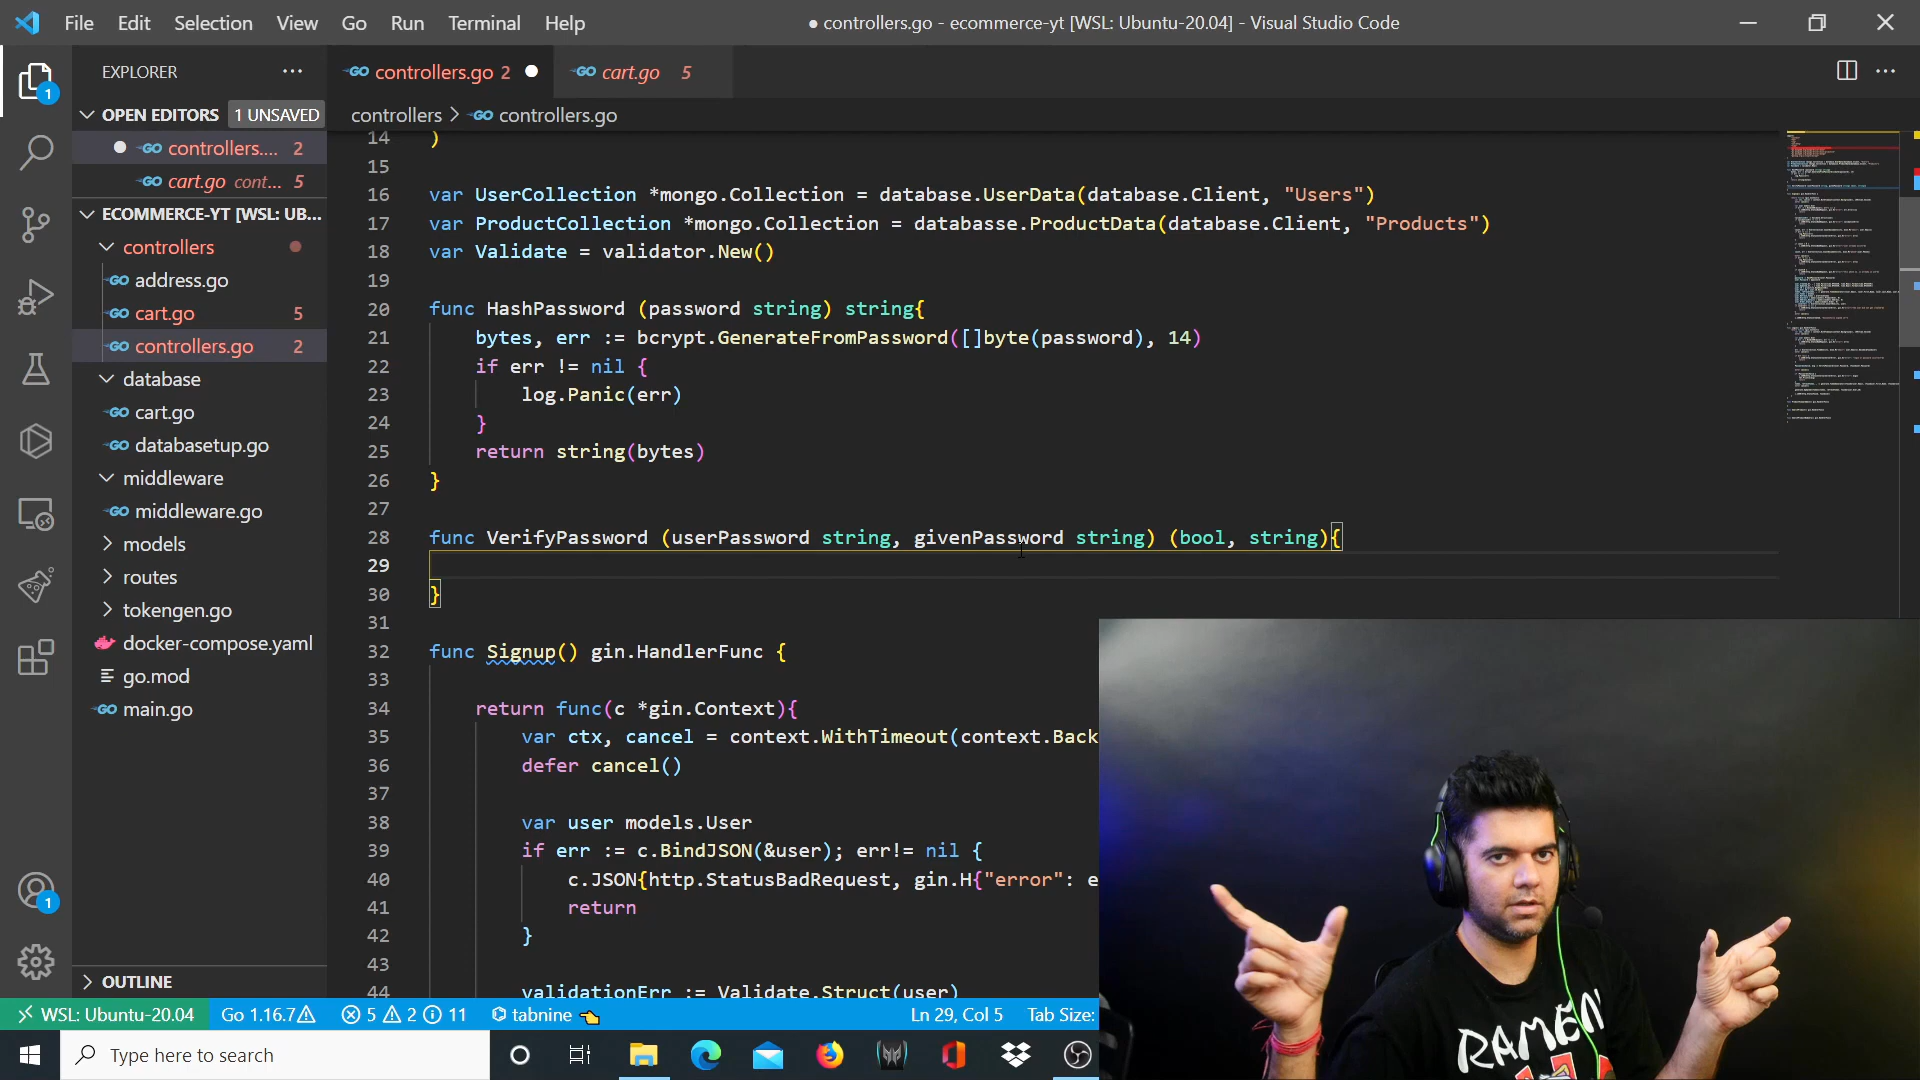 File Edit Selection View Go Run Terminal Help
● controllers.go - ecommerce-yt [WSL: Ubuntu-20.04] - Visual Studio Code
EXPLORER
OPEN EDITORS 1 UNSAVED
controllers.... 2
cart.go cont... 5
ECOMMERCE-YT [WSL: UB...
controllers
address.go
cart.go 5
controllers.go 2
database
cart.go
databasetup.go
middleware
middleware.go
models
routes
tokengen.go
docker-compose.yaml
go.mod
main.go
OUTLINE
1
1
controllers.go 2
cart.go 5
controllers > controllers.go
14 )
15
16 var UserCollection *mongo.Collection = database.UserData(database.Client, "Users")
17 var ProductCollection *mongo.Collection = databasse.ProductData(database.Client, "Products")
18 var Validate = validator.New()
19
20 func HashPassword (password string) string{
21 bytes, err := bcrypt.GenerateFromPassword([]byte(password), 14)
22 if err != nil {
23 log.Panic(err)
24 }
25 return string(bytes)
26 }
27
28 func VerifyPassword (userPassword string, givenPassword string) (bool, string){
29
30 }
31
32 func Signup() gin.HandlerFunc {
33
34 return func(c *gin.Context){
35 var ctx, cancel = context.WithTimeout(context.Back
36 defer cancel()
37
38 var user models.User
39 if err := c.BindJSON(&user); err!= nil {
40 c.JSON{http.StatusBadRequest, gin.H{"error": e
41 return
42 }
43
44 validationErr := Validate.Struct(user)
RAMEN
WSL: Ubuntu-20.04 Go 1.16.7 5 2 11 tabnine Ln 29, Col 5 Tab Size:
Type here to search